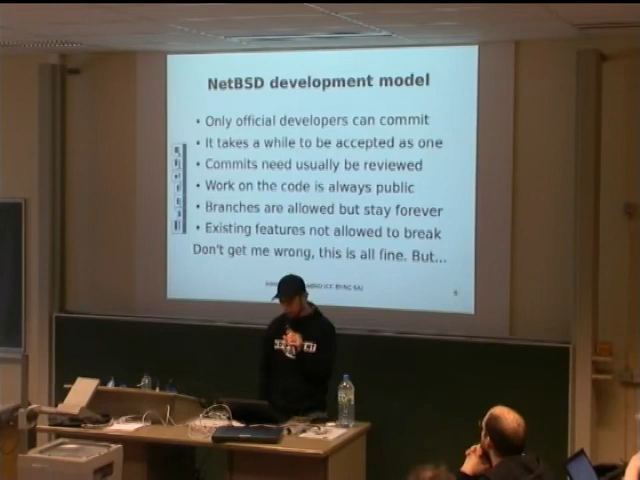 NetBSD development model
• Only official developers can commit
• It takes a while to be accepted as one
• Commits need usually be reviewed
• Work on the code is always public
• Branches are allowed but stay forever
• Existing features not allowed to break
Don't get me wrong, this is all fine. But...